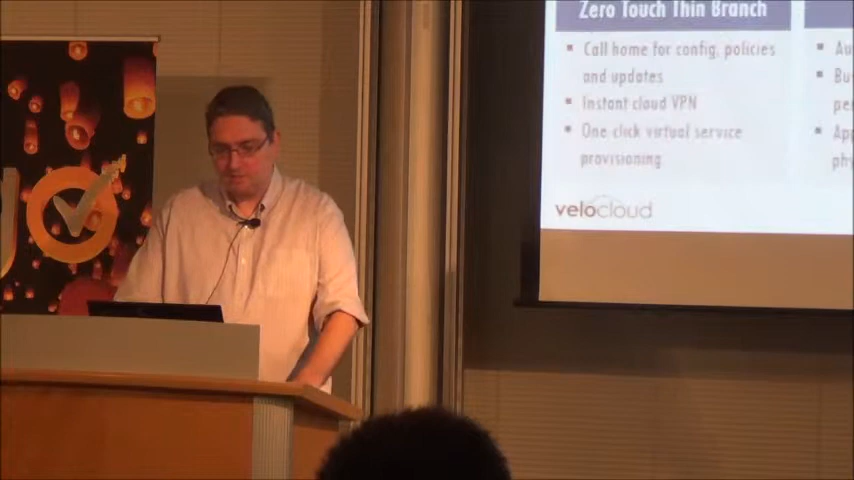 Zero Touch Thin Branch
Call home for config, policies
and updates
Instant cloud VPN
One click virtual service
provisioning
velocloud